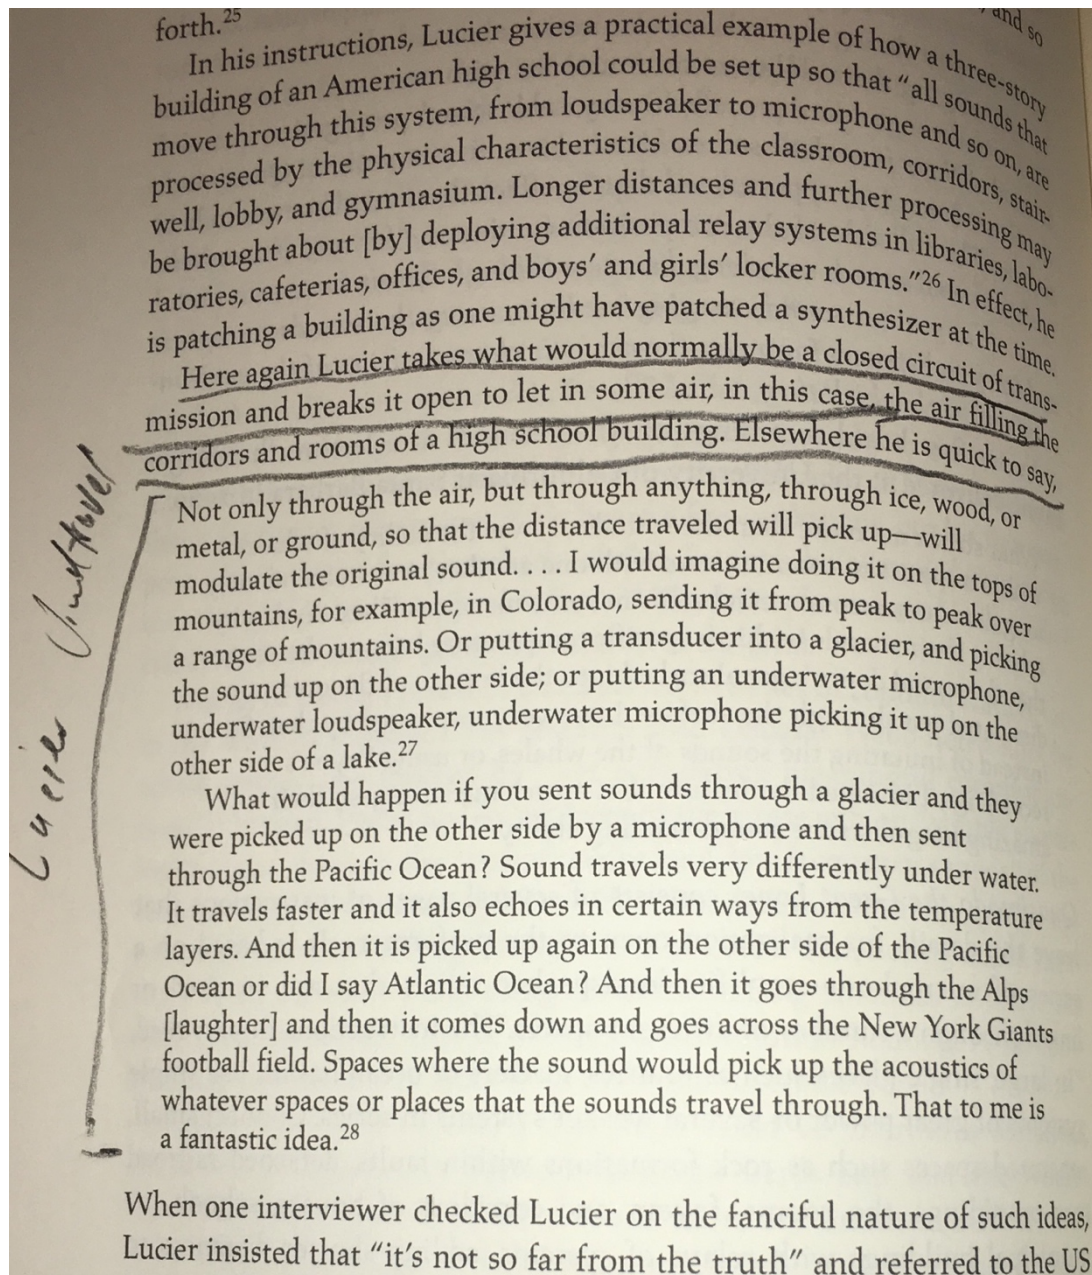 , and so
forth.25
In his instructions, Lucier gives a practical example of how a three-story
building of an American high school could be set up so that “all sounds that
move through this system, from loudspeaker to microphone and so on, are
processed by the physical characteristics of the classroom, corridors, stair-
well, lobby, and gymnasium. Longer distances and further processing may
be brought about [by] deploying additional relay systems in libraries, labo-
ratories, cafeterias, offices, and boys’ and girls’ locker rooms.”26 In effect, he
is patching a building as one might have patched a synthesizer at the time.
Here again Lucier takes what would normally be a closed circuit of trans-
mission and breaks it open to let in some air, in this case, the air filling the
corridors and rooms of a high school building. Elsewhere he is quick to say,
Not only through the air, but through anything, through ice, wood, or
metal, or ground, so that the distance traveled will pick up—will
modulate the original sound. . . . I would imagine doing it on the tops of
mountains, for example, in Colorado, sending it from peak to peak over
a range of mountains. Or putting a transducer into a glacier, and picking
the sound up on the other side; or putting an underwater microphone,
underwater loudspeaker, underwater microphone picking it up on the
other side of a lake.27
What would happen if you sent sounds through a glacier and they
were picked up on the other side by a microphone and then sent
through the Pacific Ocean? Sound travels very differently under water.
It travels faster and it also echoes in certain ways from the temperature
layers. And then it is picked up again on the other side of the Pacific
Ocean or did I say Atlantic Ocean? And then it goes through the Alps
[laughter] and then it comes down and goes across the New York Giants
football field. Spaces where the sound would pick up the acoustics of
whatever spaces or places that the sounds travel through. That to me is
a fantastic idea.28
When one interviewer checked Lucier on the fanciful nature of such ideas,
Lucier insisted that “it’s not so far from the truth” and referred to the US
Lucier